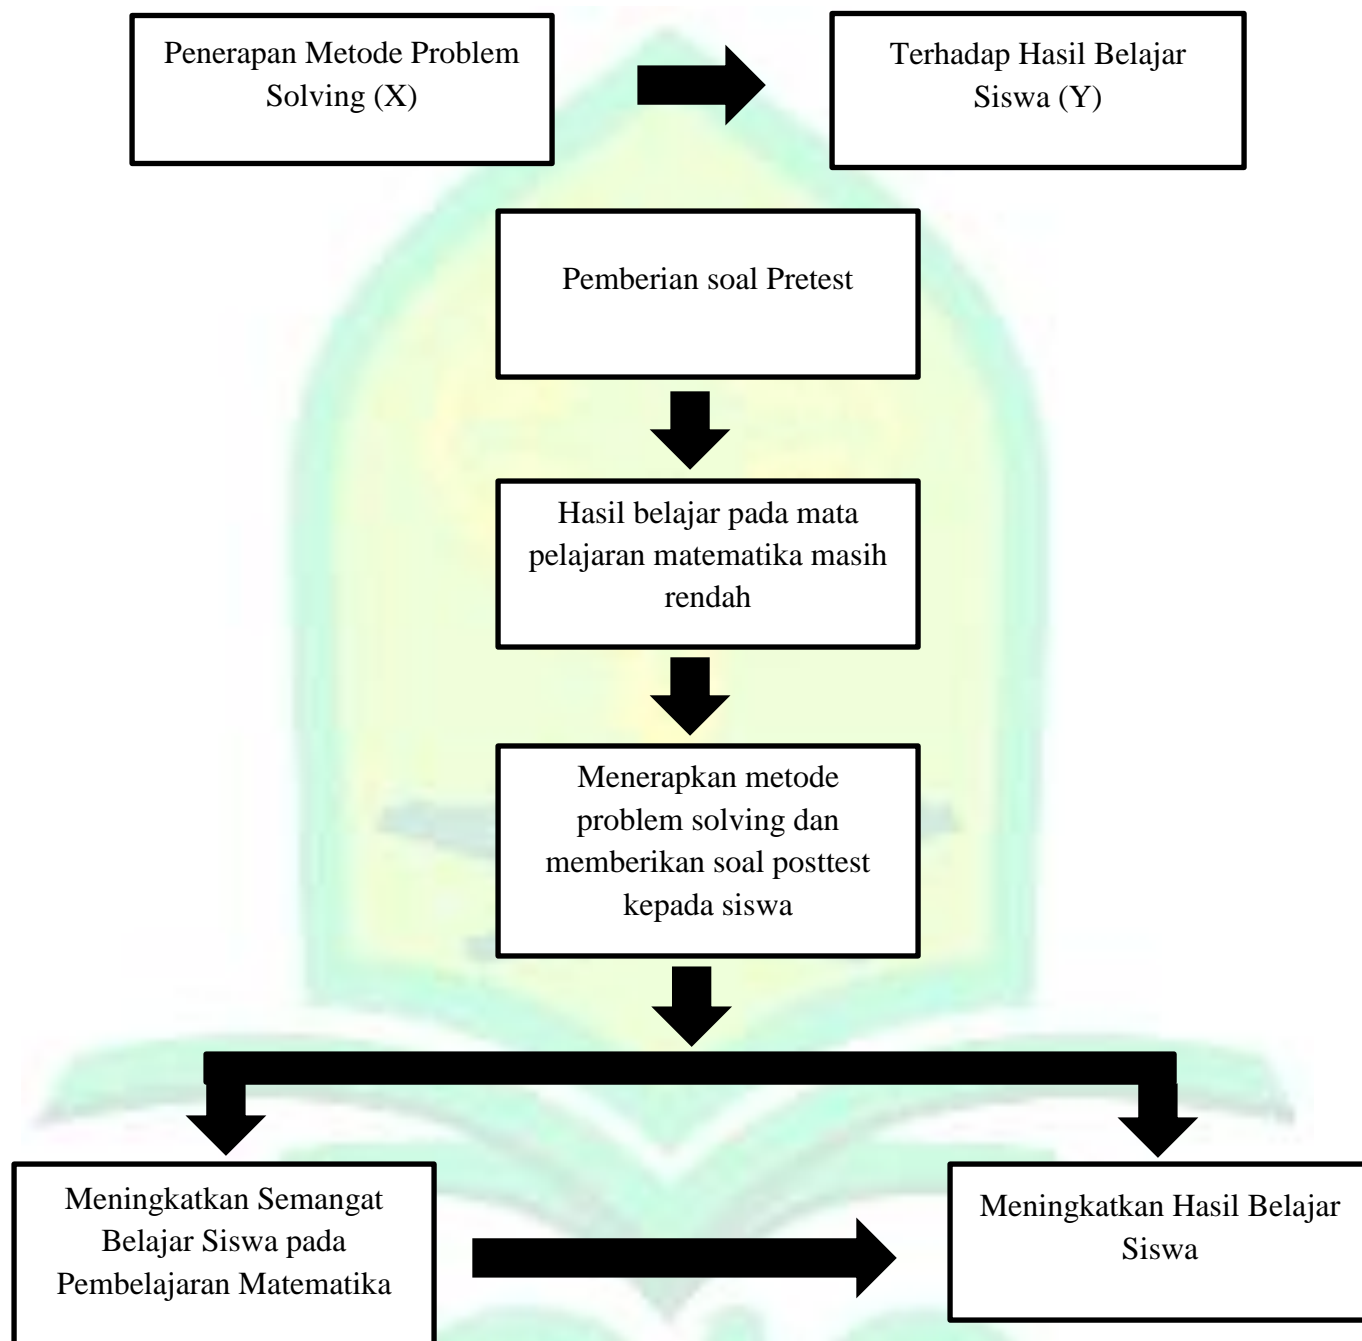 Penerapan Metode Problem
Solving (X)
Terhadap Hasil Belajar
Siswa (Y)
Pemberian soal Pretest
Hasil belajar pada mata
pelajaran matematika masih
rendah
Menerapkan metode
problem solving dan
memberikan soal posttest
kepada siswa
Meningkatkan Semangat
Belajar Siswa pada
Pembelajaran Matematika
Meningkatkan Hasil Belajar
Siswa